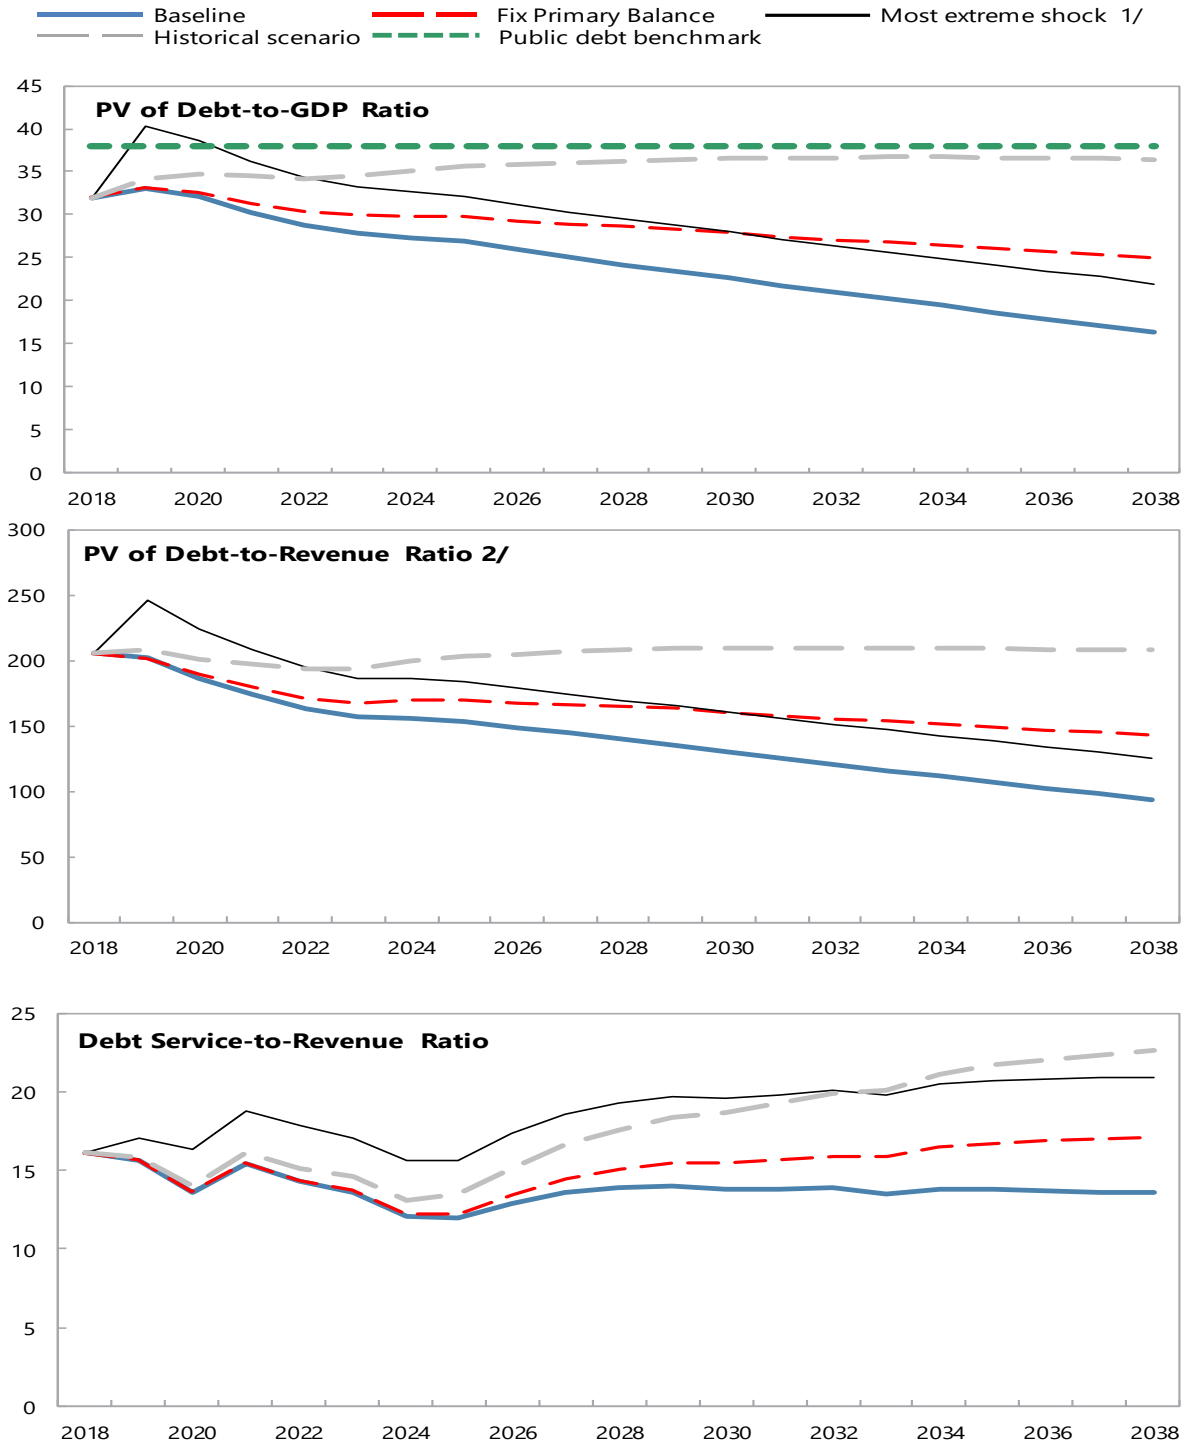 Baseline Fix Primary Balance Most extreme shock 1/
Historical scenario Public debt benchmark
PV of Debt-to-GDP Ratio
45
40
35
30
25
20
15
10
5
0
2018 2020 2022 2024 2026 2028 2030 2032 2034 2036 2038
PV of Debt-to-Revenue Ratio 2/
300
250
200
150
100
50
0
2018 2020 2022 2024 2026 2028 2030 2032 2034 2036 2038
Debt Service-to-Revenue Ratio
25
20
15
10
5
0
2018 2020 2022 2024 2026 2028 2030 2032 2034 2036 2038